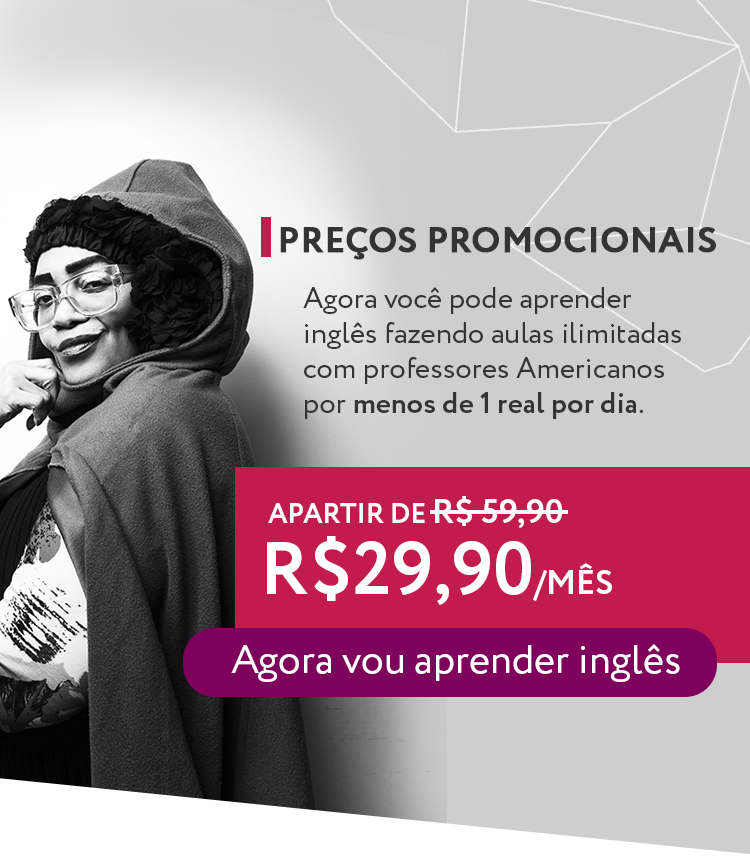 PREÇOS PROMOCIONAIS
Agora você pode aprender
inglês fazendo aulas ilimitadas
com professores Americanos
por menos de 1 real por dia.
APARTIR DE R$ 59,90
R$29,90/MÊS
Agora vou aprender inglês